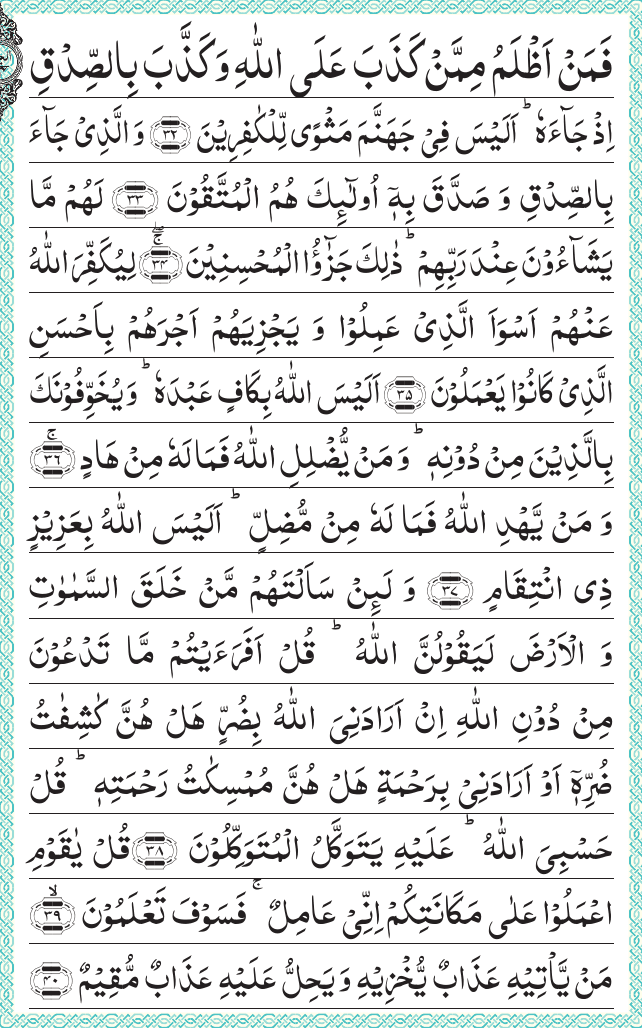 فَمَنۡ اَظۡلَمُ مِمَّنۡ كَذَبَ عَلَى اللّٰهِ وَكَذَّبَ بِالصِّدۡقِ
اِذۡ جَآءَهٗ‌ ؕ اَلَيۡسَ فِىۡ جَهَنَّمَ مَثۡوًى لِّلۡكٰفِرِيۡنَ ﴿۳۲﴾ وَالَّذِىۡ جَآءَ
بِالصِّدۡقِ وَ صَدَّقَ بِهٖۤ اُولٰٓٮِٕكَ هُمُ الۡمُتَّقُوۡنَ ﴿۳۳﴾ لَهُمۡ مَّا
يَشَآءُوۡنَ عِنۡدَ رَبِّهِمۡ‌ ؕ ذٰ لِكَ جَزٰٓؤُا الۡمُحۡسِنِيۡنَ ۖۚ ﴿۳۴﴾ لِيُكَفِّرَ اللّٰهُ
عَنۡهُمۡ اَسۡوَاَ الَّذِىۡ عَمِلُوۡا وَ يَجۡزِيَهُمۡ اَجۡرَهُمۡ بِاَحۡسَنِ
الَّذِىۡ كَانُوۡا يَعۡمَلُوۡنَ ﴿۳۵﴾ اَلَيۡسَ اللّٰهُ بِكَافٍ عَبۡدَهٗ‌ ؕ وَيُخَوِّفُوۡنَكَ
بِالَّذِيۡنَ مِنۡ دُوۡنِهٖ‌ ؕ وَ مَنۡ يُّضۡلِلِ اللّٰهُ فَمَا لَهٗ مِنۡ هَادٍ‌ ۚ ﴿۳۶﴾
وَ مَنۡ يَّهۡدِ اللّٰهُ فَمَا لَهٗ مِنۡ مُّضِلٍّ‌ ؕ اَلَيۡسَ اللّٰهُ بِعَزِيۡزٍ
ذِى انۡتِقَامٍ ﴿۳۷﴾ وَ لَٮِٕنۡ سَاَلۡتَهُمۡ مَّنۡ خَلَقَ السَّمٰوٰتِ
وَ الۡاَرۡضَ لَيَقُوۡلُنَّ اللّٰهُ‌ ؕ قُلۡ اَفَرَءَيۡتُمۡ مَّا تَدۡعُوۡنَ
مِنۡ دُوۡنِ اللّٰهِ اِنۡ اَرَادَنِىَ اللّٰهُ بِضُرٍّ هَلۡ هُنَّ كٰشِفٰتُ
ضُرِّهٖۤ اَوۡ اَرَادَنِىۡ بِرَحۡمَةٍ هَلۡ هُنَّ مُمۡسِكٰتُ رَحۡمَتِهٖ‌ ؕ قُلۡ
حَسۡبِىَ اللّٰهُ‌ ؕ عَلَيۡهِ يَتَوَكَّلُ الۡمُتَوَكِّلُوۡنَ ﴿۳۸﴾ قُلۡ يٰقَوۡمِ
اعۡمَلُوۡا عَلٰى مَكَانَتِكُمۡ اِنِّىۡ عَامِلٌ‌ ۚ فَسَوۡفَ تَعۡلَمُوۡنَ ۙ ﴿۳۹﴾
مَنۡ يَّاۡتِيۡهِ عَذَابٌ يُّخۡزِيۡهِ وَ يَحِلُّ عَلَيۡهِ عَذَابٌ مُّقِيۡمٌ ﴿۴۰﴾